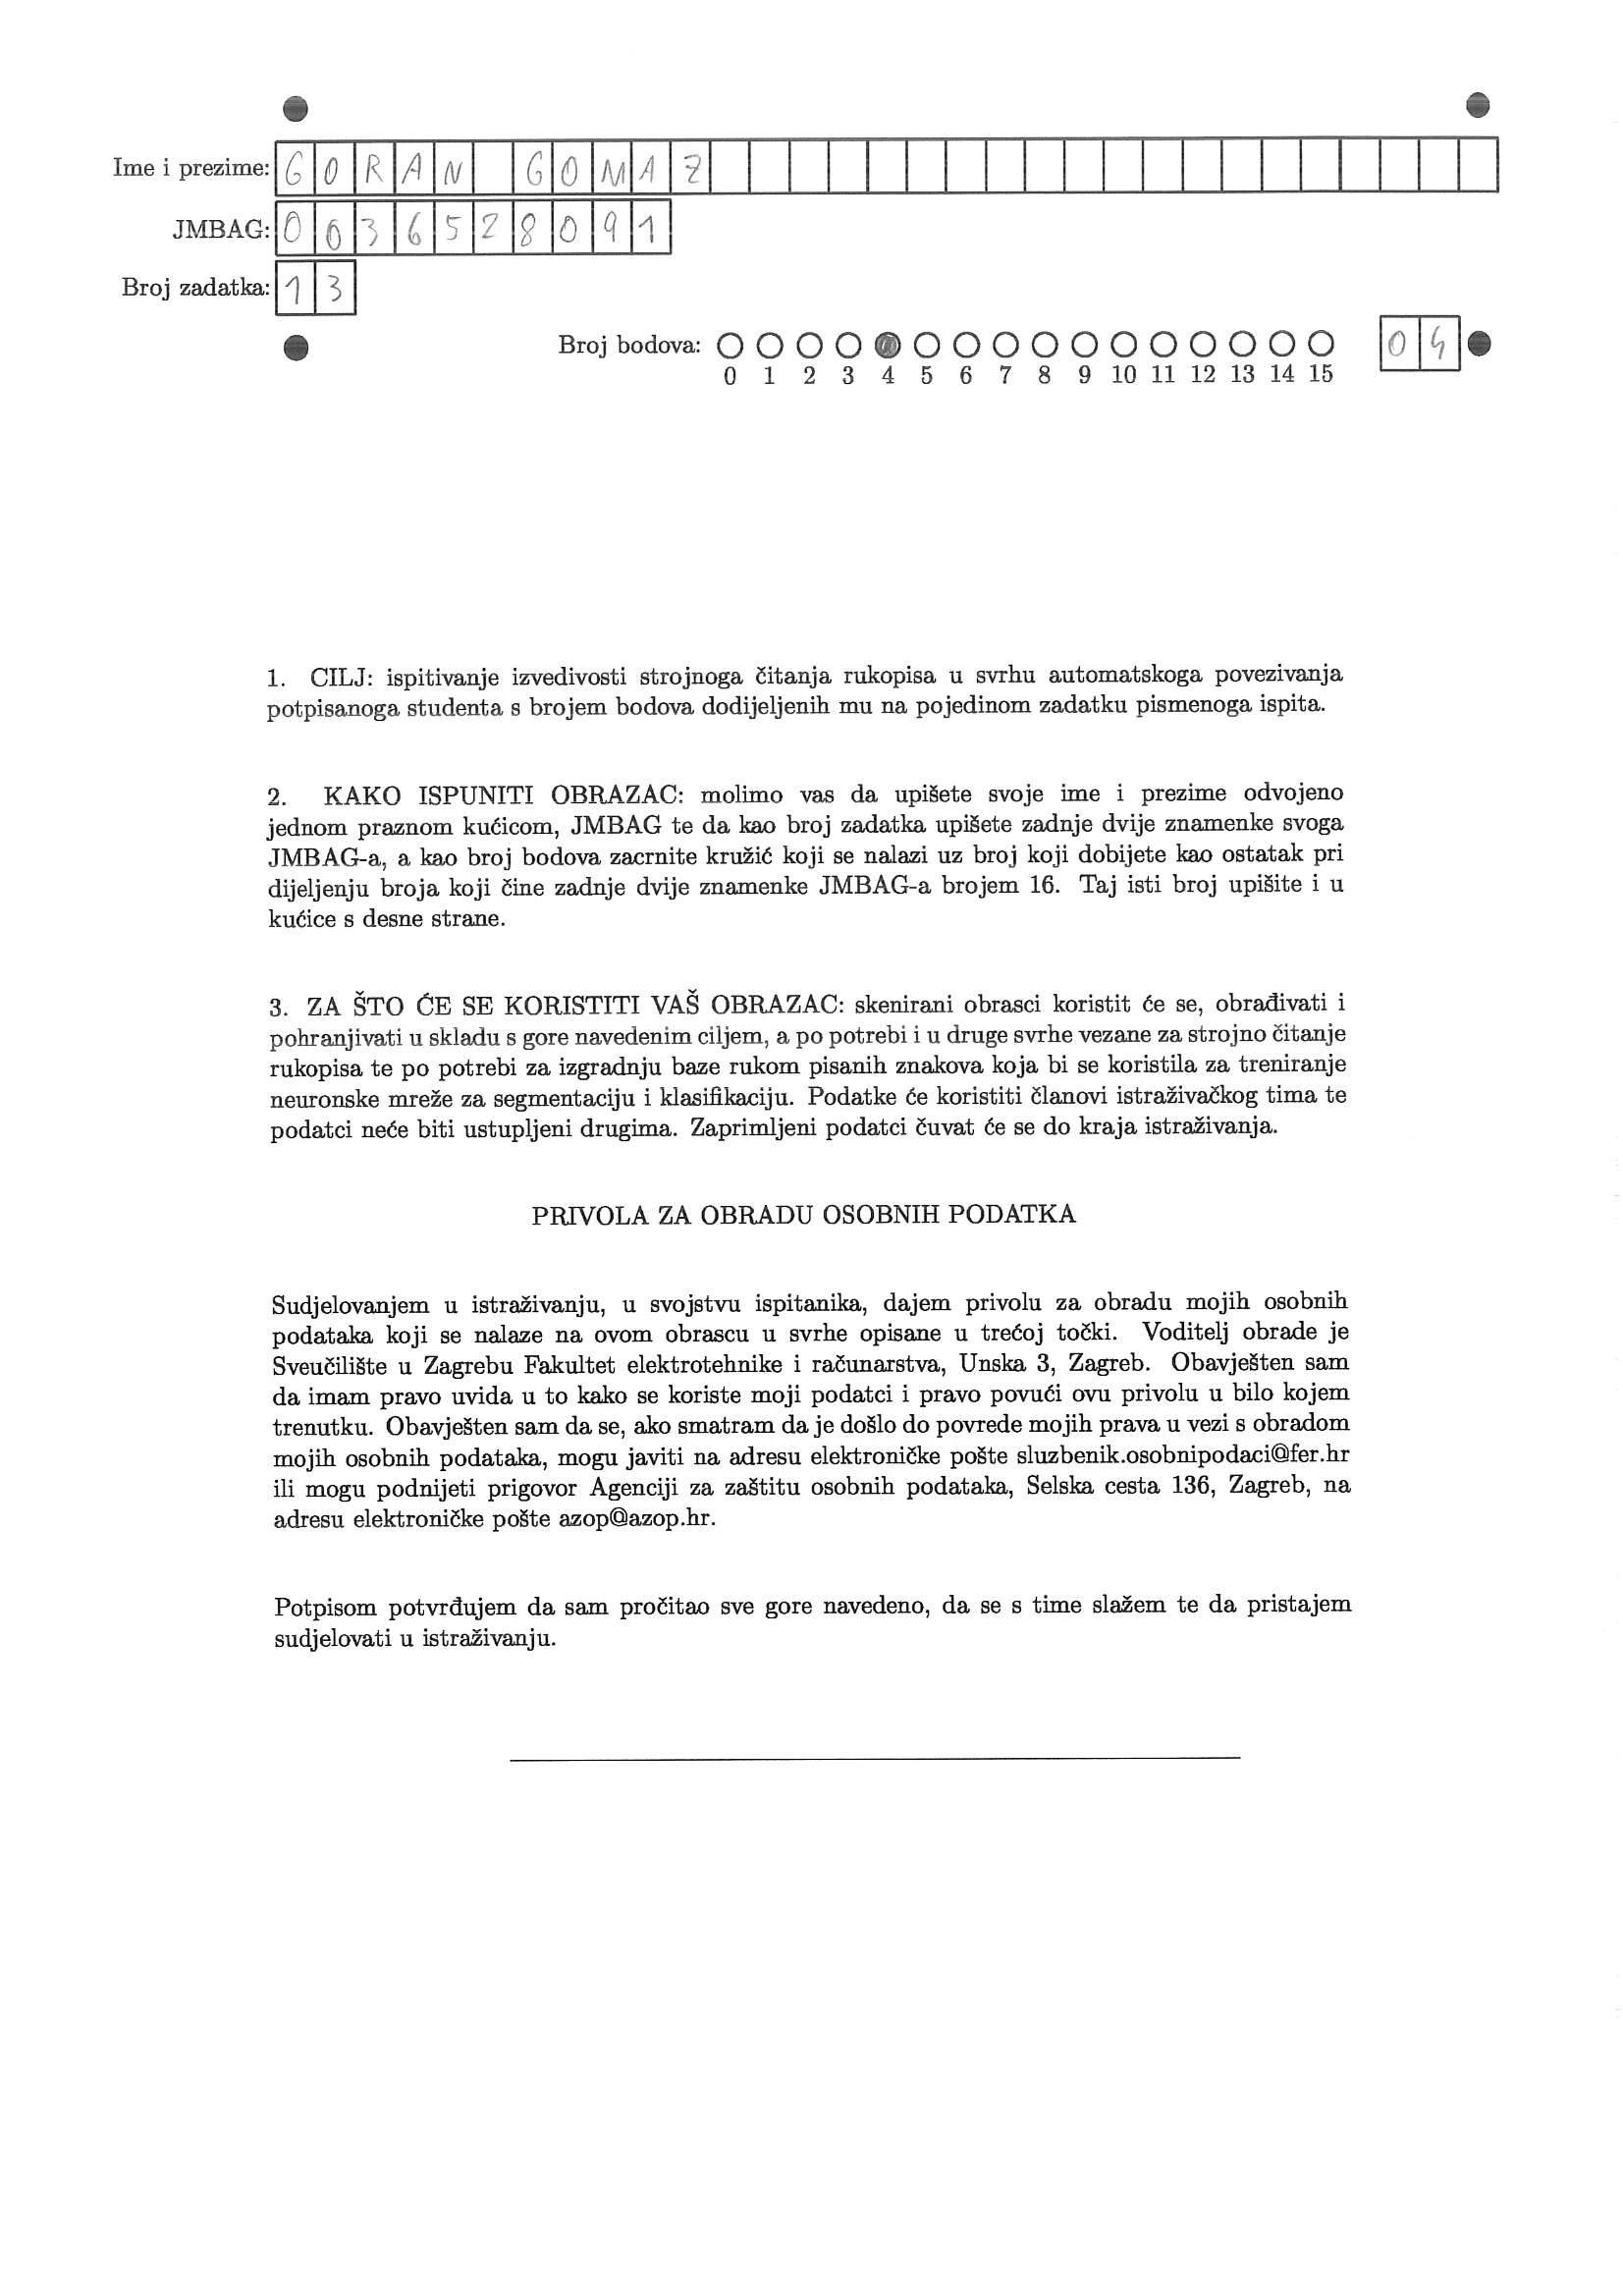 Ime i prezime: GORAN GOMAZ
JMBAG: 0036528091
Broj zadatka: 13
Broj bodova: 04
0 1 2 3 4 5 6 7 8 9 10 11 12 13 14 15
1. CILJ: ispitivanje izvedivosti strojnoga čitanja rukopisa u svrhu automatskoga povezivanja
potpisanoga studenta s brojem bodova dodijeljenih mu na pojedinom zadatku pismenoga ispita.
2. KAKO ISPUNITI OBRAZAC: molimo vas da upišete svoje ime i prezime odvojeno
jednom praznom kućicom, JMBAG te da kao broj zadatka upišete zadnje dvije znamenke svoga
JMBAG-a, a kao broj bodova zacrnite kružić koji se nalazi uz broj koji dobijete kao ostatak pri
dijeljenju broja koji čine zadnje dvije znamenke JMBAG-a brojem 16. Taj isti broj upišite i u
kućice s desne strane.
3. ZA ŠTO ĆE SE KORISTITI VAŠ OBRAZAC: skenirani obrasci koristit će se, obrađivati i
pohranjivati u skladu s gore navedenim ciljem, a po potrebi i u druge svrhe vezane za strojno čitanje
rukopisa te po potrebi za izgradnju baze rukom pisanih znakova koja bi se koristila za treniranje
neuronske mreže za segmentaciju i klasifikaciju. Podatke će koristiti članovi istraživačkog tima te
podatci neće biti ustupljeni drugima. Zaprimljeni podatci čuvat će se do kraja istraživanja.
PRIVOLA ZA OBRADU OSOBNIH PODATKA
Sudjelovanjem u istraživanju, u svojstvu ispitanika, dajem privolu za obradu mojih osobnih
podataka koji se nalaze na ovom obrascu u svrhe opisane u trećoj točki. Voditelj obrade je
Sveučilište u Zagrebu Fakultet elektrotehnike i računarstva, Unska 3, Zagreb. Obavješten sam
da imam pravo uvida u to kako se koriste moji podatci i pravo povući ovu privolu u bilo kojem
trenutku. Obavješten sam da se, ako smatram da je došlo do povrede mojih prava u vezi s obradom
mojih osobnih podataka, mogu javiti na adresu elektroničke pošte sluzbenik.osobnipodaci@fer.hr
ili mogu podnijeti prigovor Agenciji za zaštitu osobnih podataka, Selska cesta 136, Zagreb, na
adresu elektroničke pošte azop@azop.hr.
Potpisom potvrđujem da sam pročitao sve gore navedeno, da se s time slažem te da pristajem
sudjelovati u istraživanju.